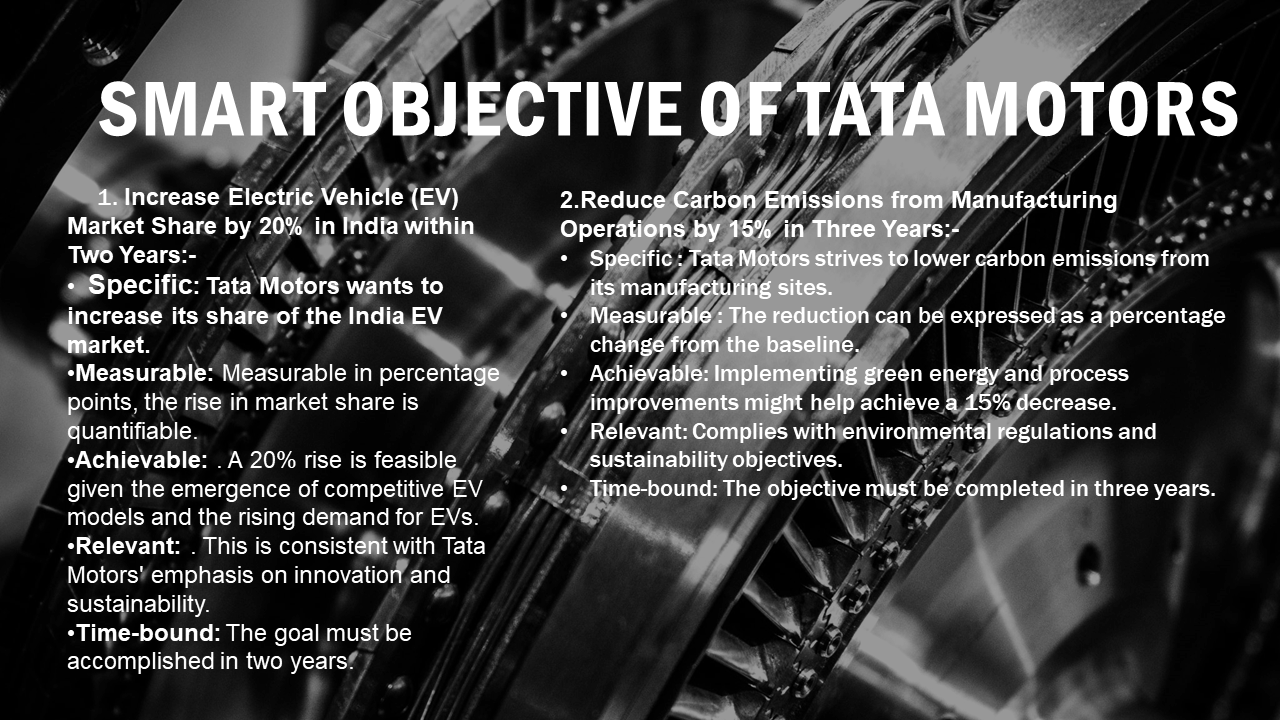 SMART OBJECTIVE OF TATA MOTORS
1. Increase Electric Vehicle (EV)
Market Share by 20% in India within
Two Years:-
• Specific: Tata Motors wants to
increase its share of the India EV
market.
•Measurable: Measurable in percentage
points, the rise in market share is
quantifiable.
•Achievable: . A 20% rise is feasible
given the emergence of competitive EV
models and the rising demand for EVs.
•Relevant: . This is consistent with Tata
Motors' emphasis on innovation and
sustainability.
•Time-bound: The goal must be
accomplished in two years.
2.Reduce Carbon Emissions from Manufacturing
Operations by 15% in Three Years:-
• Specific : Tata Motors strives to lower carbon emissions from
its manufacturing sites.
• Measurable : The reduction can be expressed as a percentage
change from the baseline.
• Achievable: Implementing green energy and process
improvements might help achieve a 15% decrease.
• Relevant: Complies with environmental regulations and
sustainability objectives.
• Time-bound: The objective must be completed in three years.